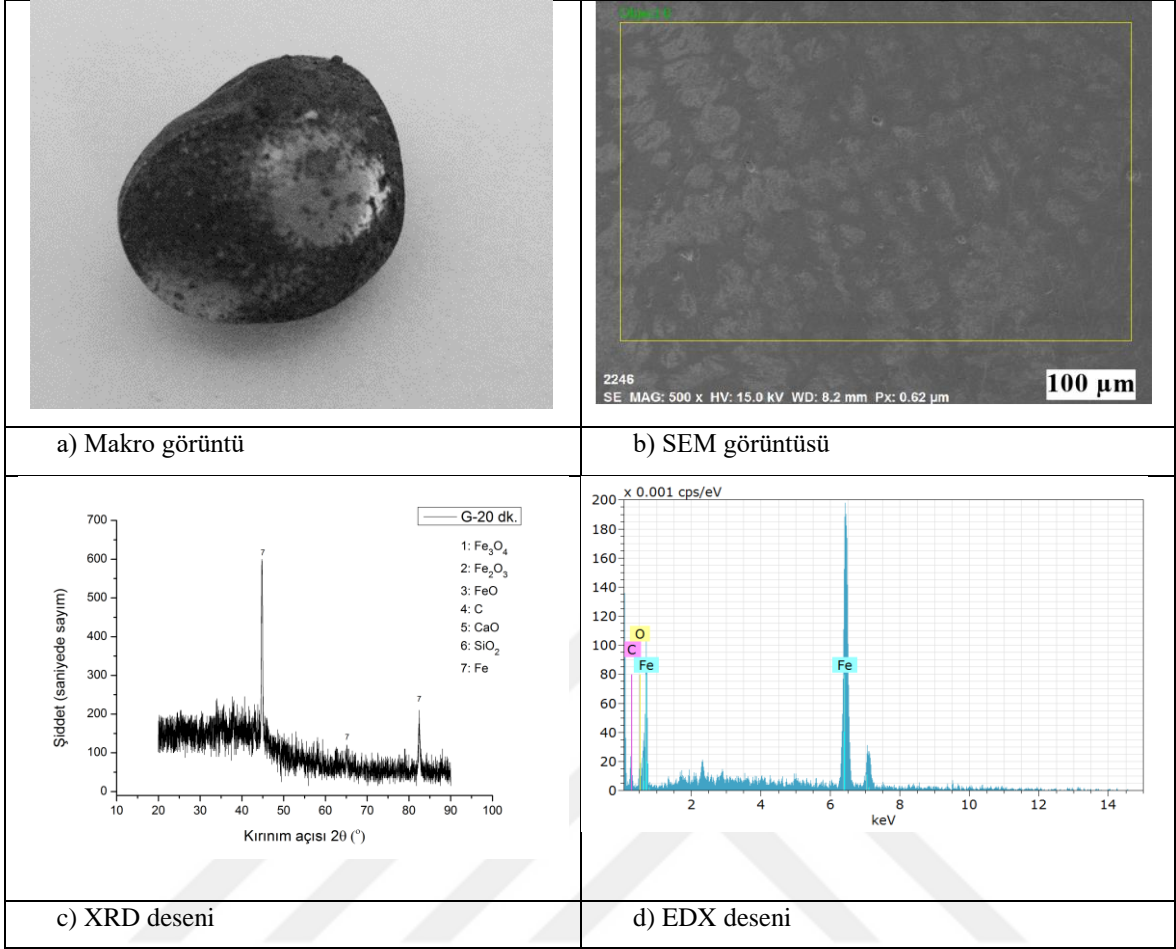 2246
SE MAG: 500 x HV: 15.0 kV WD: 8.2 mm Px: 0.62 µm
100 µm
a) Makro görüntü
b) SEM görüntüsü
700
600
500
400
300
200
100
0
10 20 30 40 50 60 70 80 90 100
Şiddet (saniyede sayım)
Kırınım açısı 2θ (°)
G-20 dk.
1: Fe₃O₄
2: Fe₂O₃
3: FeO
4: C
5: CaO
6: SiO₂
7: Fe
7
7
7
x 0.001 cps/eV
200
180
160
140
120
100
80
60
40
20
0
O
C
Fe
Fe
2 4 6 8 10 12 14
keV
c) XRD deseni
d) EDX deseni